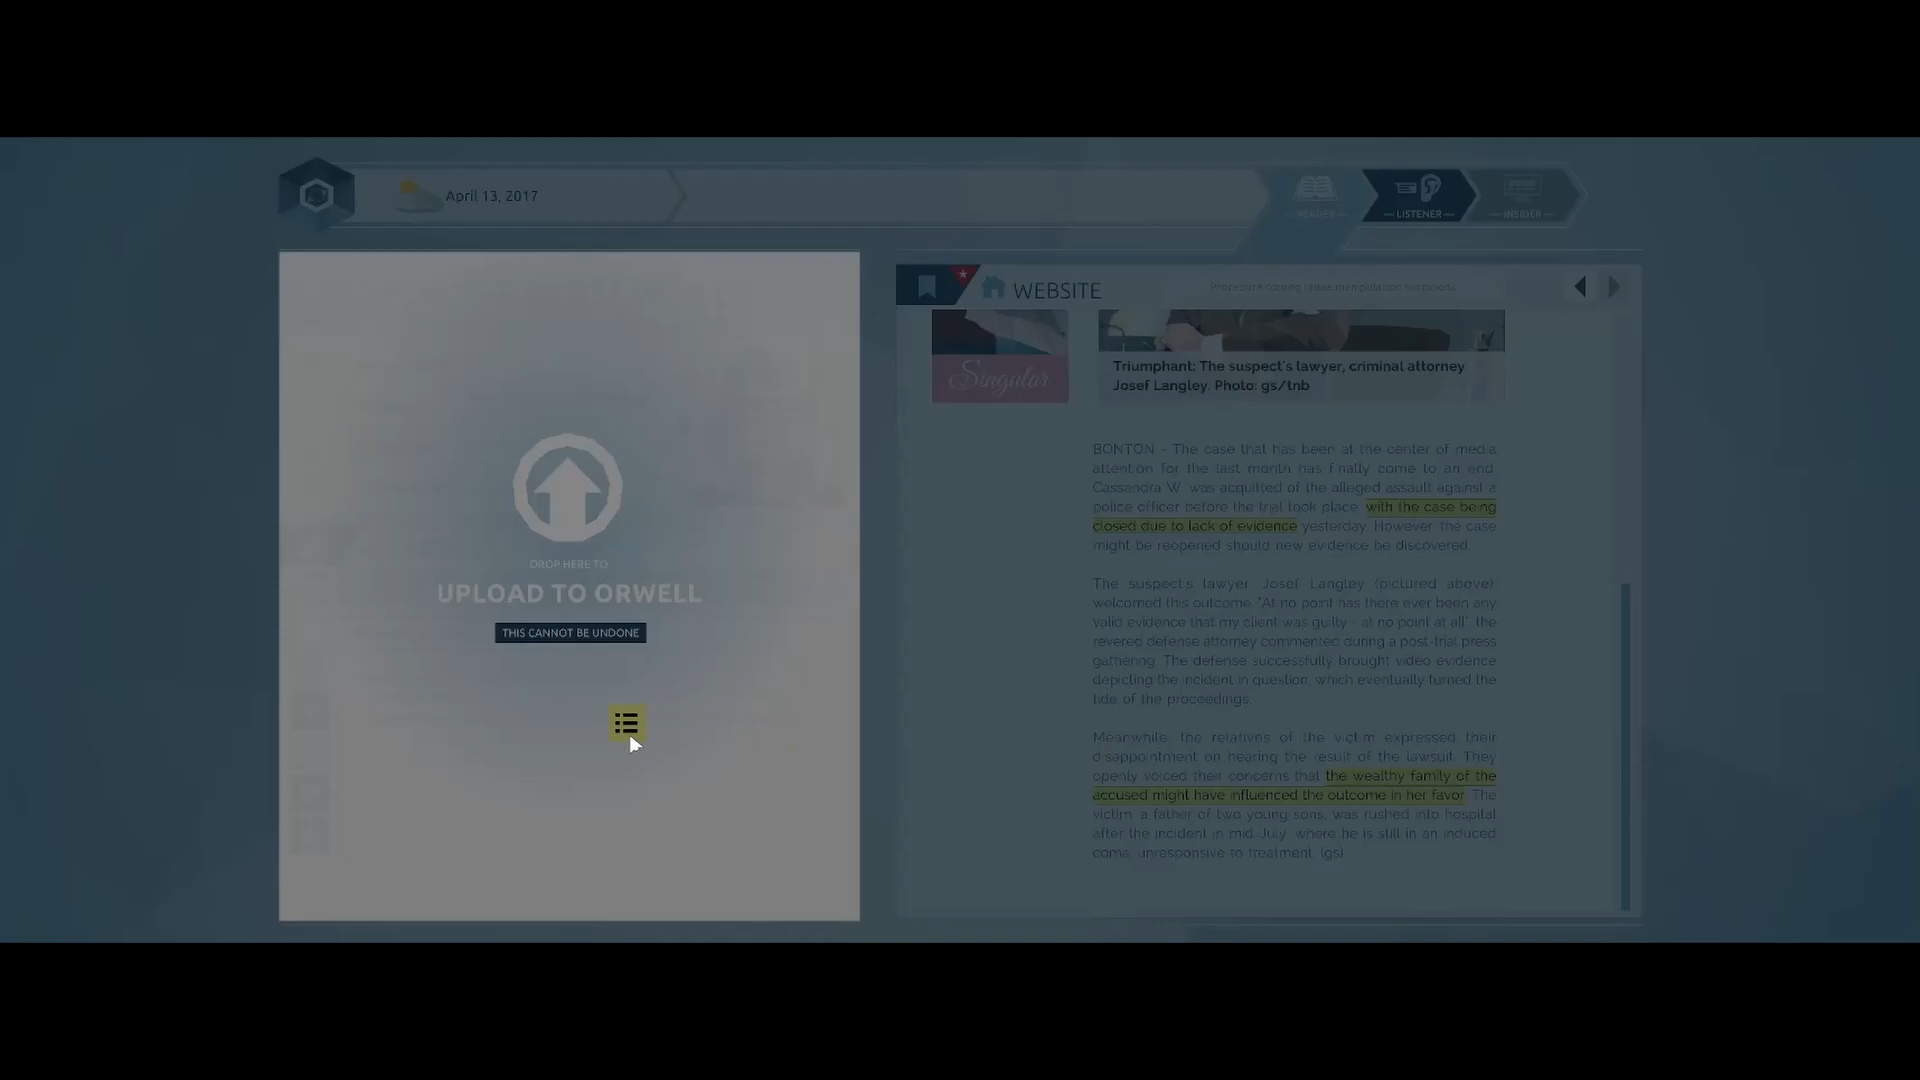 April 13, 2017
READER
LISTENER
INSIDER
WEBSITE
Procedure closing raises manipulation suspicions
Singular
Triumphant: The suspect's lawyer, criminal attorney
Josef Langley. Photo: gs/tnb
BONTON - The case that has been at the center of media
attention for the last month has finally come to an end.
Cassandra W. was acquitted of the alleged assault against a
police officer before the trial took place, with the case being
closed due to lack of evidence yesterday. However, the case
might be reopened should new evidence be discovered.
The suspect's lawyer, Josef Langley (pictured above),
welcomed this outcome. "At no point has there ever been any
valid evidence that my client was guilty - at no point at all", the
revered defense attorney commented during a post-trial press
gathering. The defense successfully brought video evidence
depicting the incident in question, which eventually turned the
tide of the proceedings.
Meanwhile, the relatives of the victim expressed their
disappointment on hearing the result of the lawsuit. They
openly voiced their concerns that the wealthy family of the
accused might have influenced the outcome in her favor. The
victim, a father of two young sons, was rushed into hospital
after the incident in mid-July, where he is still in an induced
coma, unresponsive to treatment. (gs)
DROP HERE TO
UPLOAD TO ORWELL
THIS CANNOT BE UNDONE